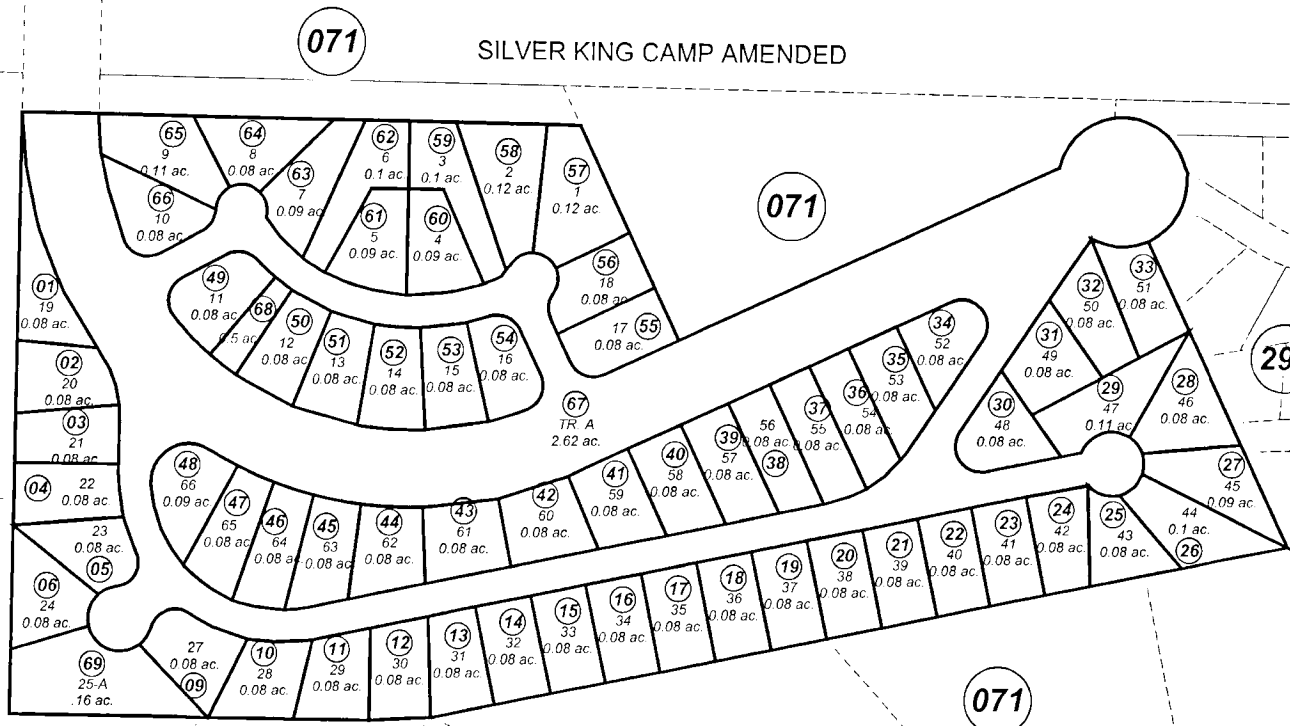 071
SILVER KING CAMP AMENDED
65
9
0.11 ac.
64
8
0.08 ac.
63
7
0.09 ac
62
6
0.1 ac.
59
3
0.1 ac.
58
2
0.12 ac.
57
1
0.12 ac.
66
10
0.08 ac.
61
5
0.09 ac.
60
4
0.09 ac.
071
56
18
0.08 ac
17
55
0.08 ac.
01
19
0.08 ac.
49
11
0.08 ac.
68
0.5 ac
50
12
0.08 ac.
51
13
0.08 ac.
52
14
0.08 ac.
53
15
0.08 ac.
54
16
0.08 ac.
02
20
0.08 ac.
03
21
0.08 ac.
04
22
0.08 ac.
23
0.08 ac.
05
06
24
0.08 ac.
67
TR. A
2.62 ac.
33
51
0.08 ac.
32
50
0.08 ac.
31
49
0.08 ac.
34
52
0.08 ac.
35
53
0.08 ac.
36
54
0.08 ac.
37
55
0.08 ac.
56
0.08 ac.
38
39
57
0.08 ac.
40
58
0.08 ac.
41
59
0.08 ac.
42
60
0.08 ac.
43
61
0.08 ac.
44
62
0.08 ac.
45
63
0.08 ac.
46
64
0.08 ac.
47
65
0.08 ac.
48
66
0.09 ac.
30
48
0.08 ac.
29
47
0.11 ac.
28
46
0.08 ac.
29
27
45
0.09 ac.
44
0.1 ac.
26
25
43
0.08 ac.
24
42
0.08 ac.
23
41
0.08 ac.
22
40
0.08 ac.
21
39
0.08 ac.
20
38
0.08 ac.
19
37
0.08 ac.
18
36
0.08 ac.
17
35
0.08 ac.
16
34
0.08 ac.
15
33
0.08 ac.
14
32
0.08 ac.
13
31
0.08 ac.
12
30
0.08 ac.
11
29
0.08 ac.
10
28
0.08 ac.
27
0.08 ac.
09
69
25-A
.16 ac.
071